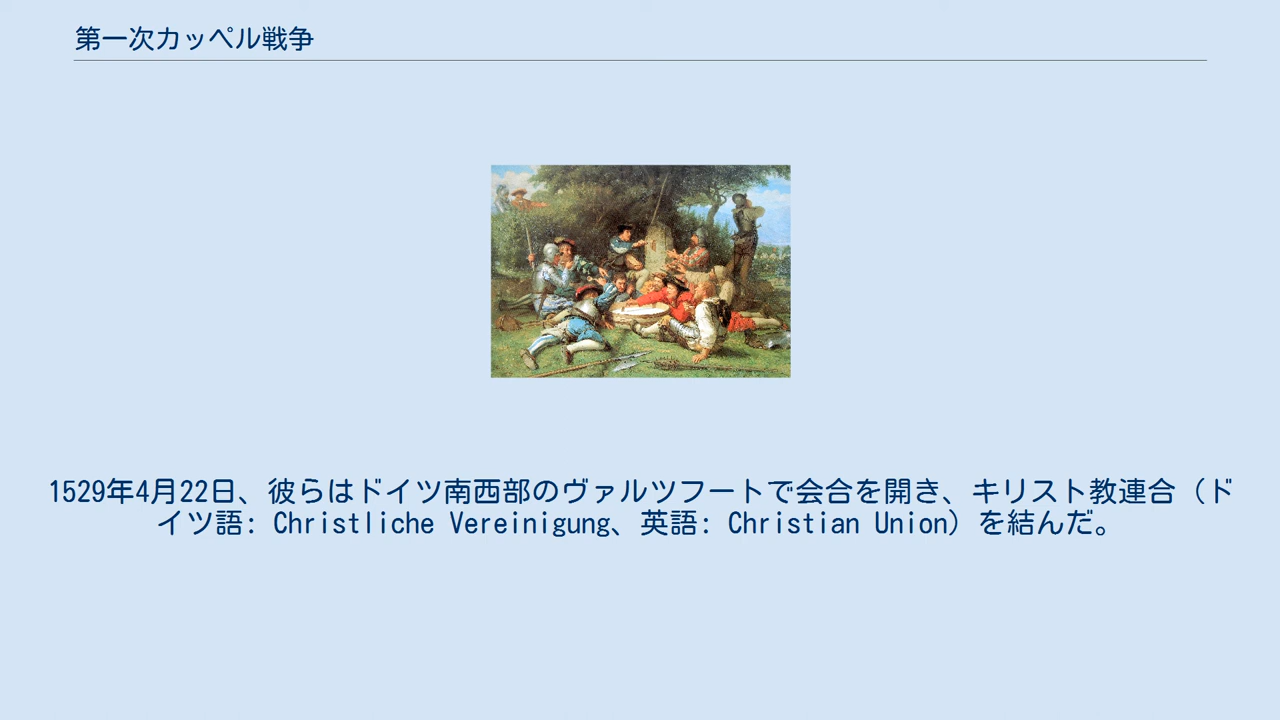 第一次カッペル戦争
1529年4月22日、彼らはドイツ南西部のヴァルツフートで会合を開き、キリスト教連合（ド
イツ語: Christliche Vereinigung、英語: Christian Union）を結んだ。